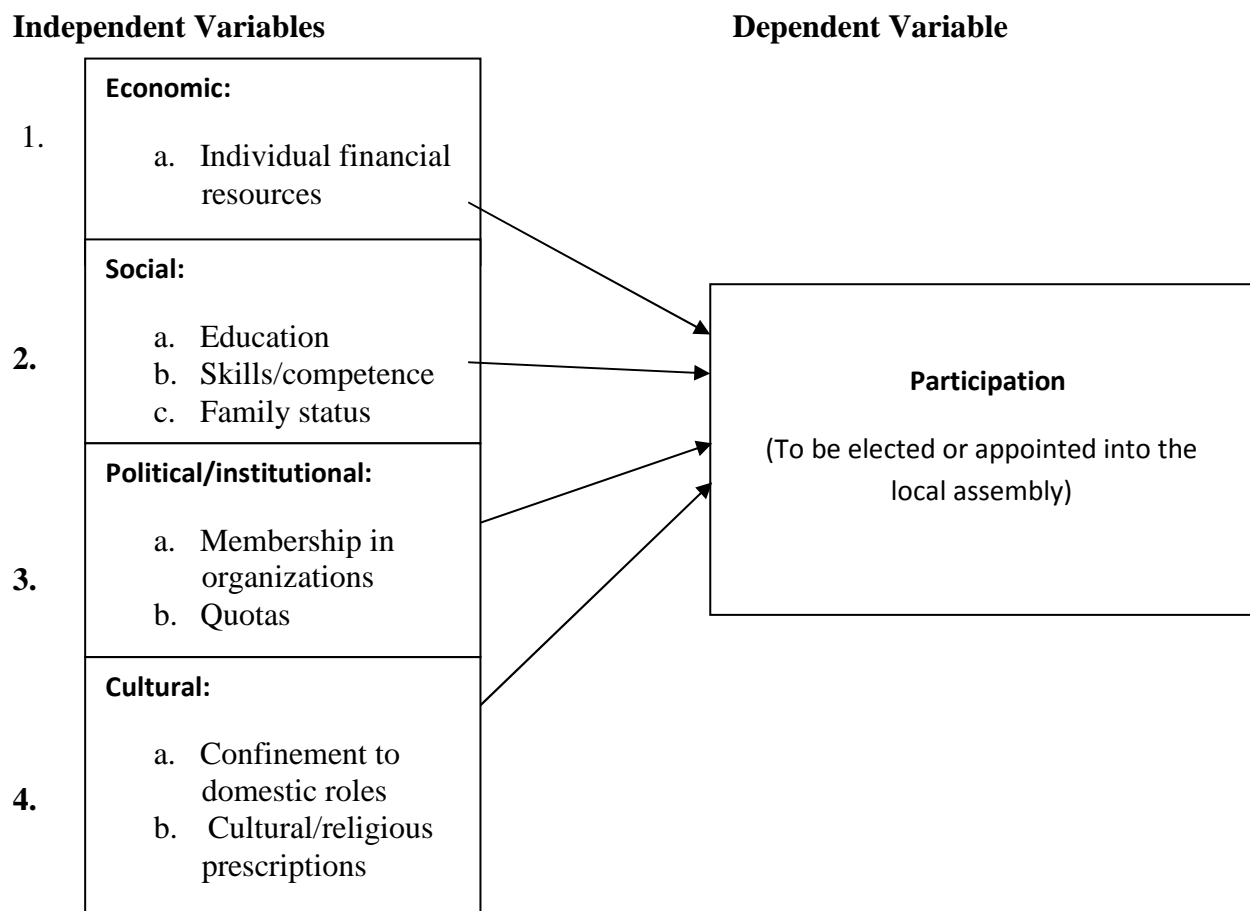 Independent Variables
Dependent Variable
1.
Economic:
a. Individual financial
resources
2.
Social:
a. Education
b. Skills/competence
c. Family status
3.
Political/institutional:
a. Membership in
organizations
b. Quotas
4.
Cultural:
a. Confinement to
domestic roles
b. Cultural/religious
prescriptions
Participation
(To be elected or appointed into the
local assembly)